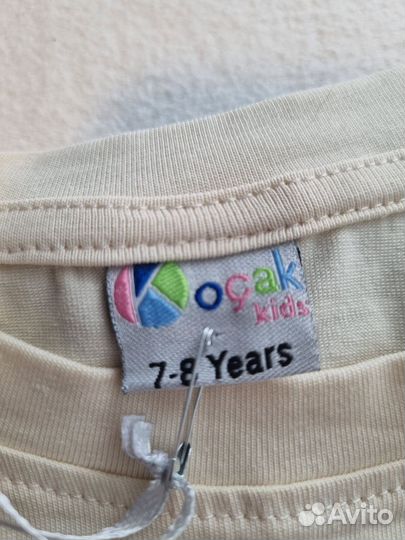 Koçak
kids
7-8 Years
Avito